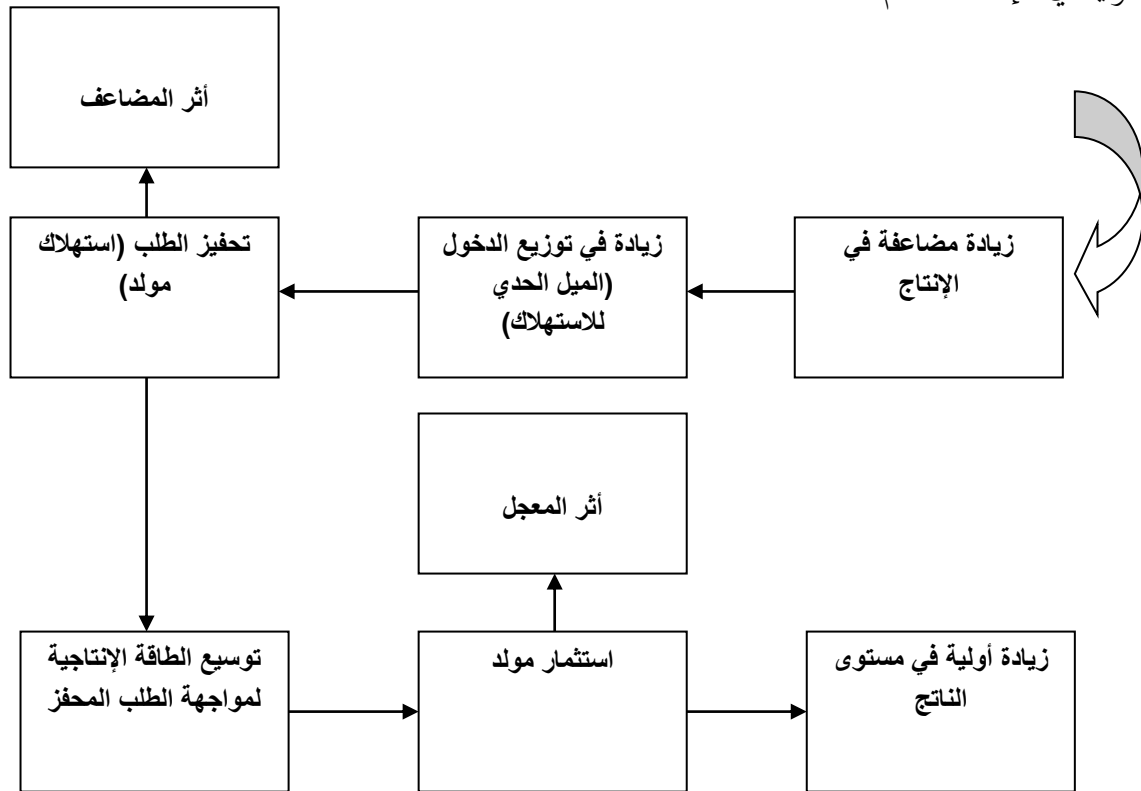 أثر المضاعف
زيادة مضاعفة في
الإنتاج
زيادة في توزيع الدخول
(الميل الحدي
للاستهلاك)
تحفيز الطلب (استهلاك
مولد)
أثر المعجل
توسيع الطاقة الإنتاجية
لمواجهة الطلب المحفز
استثمار مولد
زيادة أولية في مستوى
الناتج